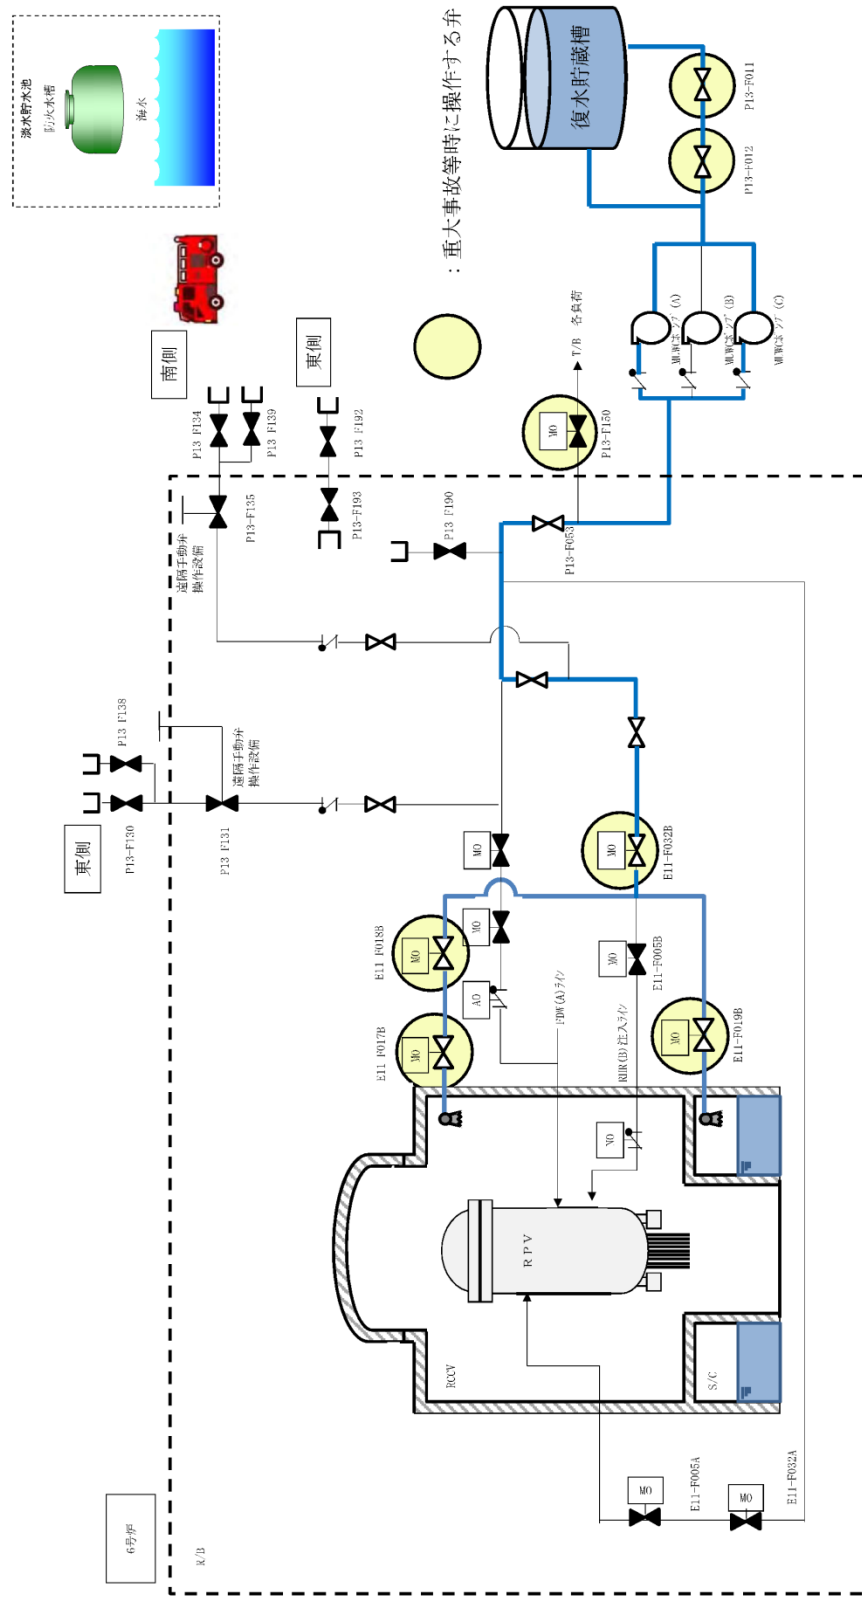 6号炉
R/B
RCCV
S/C
RPV
MO
E11-F005A
MO
E11-F032A
東側
P13-F130
P13 F138
P13 F131
遠隔手動弁
操作設備
E11 F017B
MO
E11 F018B
MO
AO
MO
MO
FDW(A)ライン
RHR(B)注入ライン
NO
MO
E11-F005B
MO
E11-F032B
MO
E11-F019B
遠隔手動弁
操作設備
P13-F135
P13 F134
P13 F139
南側
東側
P13 F192
P13-F193
P13 F190
P13-F053
MO
P13-F150
T/B 各負荷
MUWCポンプ(A)
MUWCポンプ(B)
MUWCポンプ(C)
P13-F012
P13-F011
復水貯蔵槽
:重大事故等時に操作する弁
淡水貯水池
防火水槽
海水